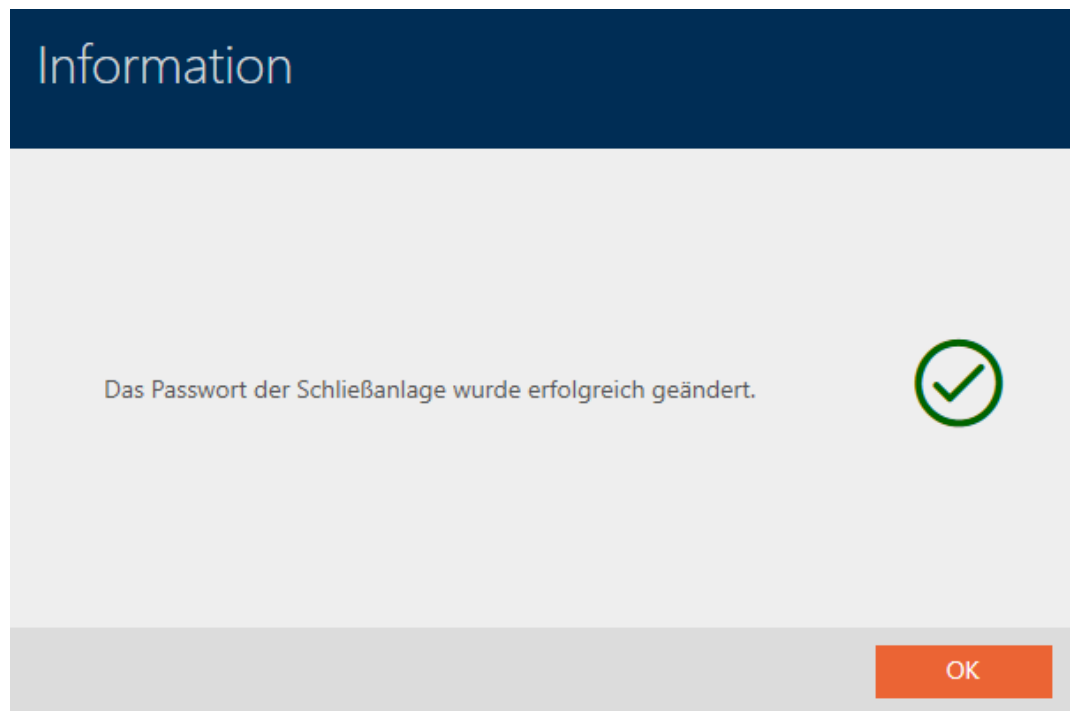 Information
Das Passwort der Schließanlage wurde erfolgreich geändert.
OK